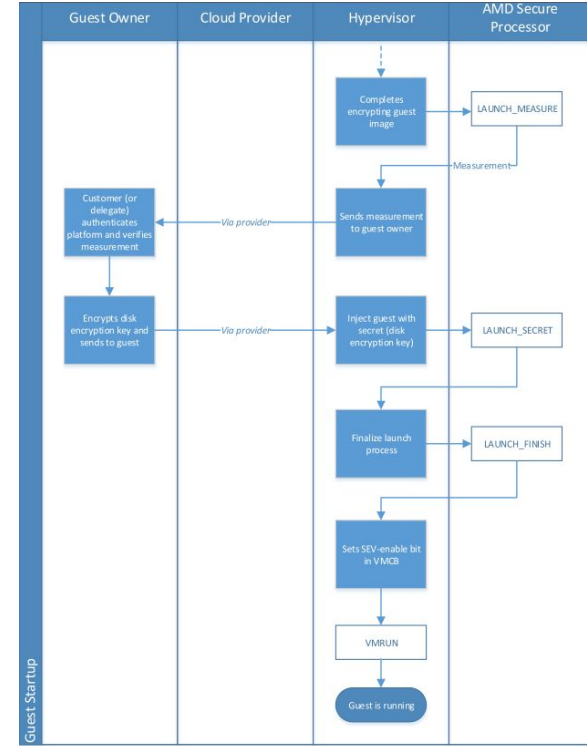 Guest Owner
Cloud Provider
Hypervisor
AMD Secure
Processor
Completes
encrypting guest
image
LAUNCH_MEASURE
Measurement
Customer (or
delegate)
authenticates
platform and verifies
measurement
Via provider
Sends measurement
to guest owner
Encrypts disk
encryption key and
sends to guest
Via provider
Inject guest with
secret (disk
encryption key)
LAUNCH_SECRET
Finalize launch
process
LAUNCH_FINISH
Sets SEV-enable bit
in VMCB
VMRUN
Guest is running
Guest Startup